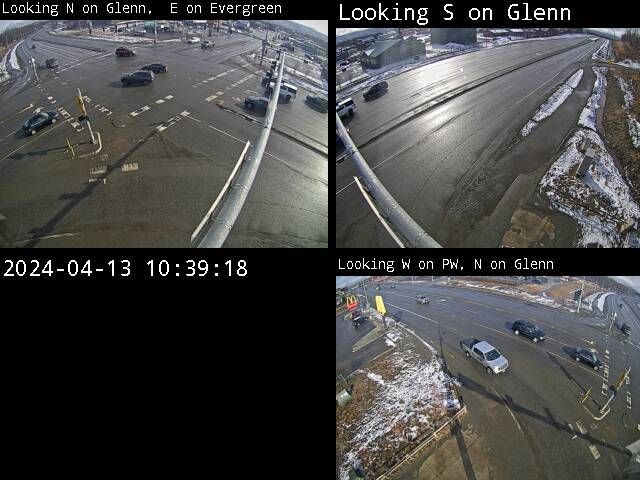 Looking N on Glenn,  E on Evergreen
Looking S on Glenn
2024-04-13 10:39:18
Looking W on PW, N on Glenn